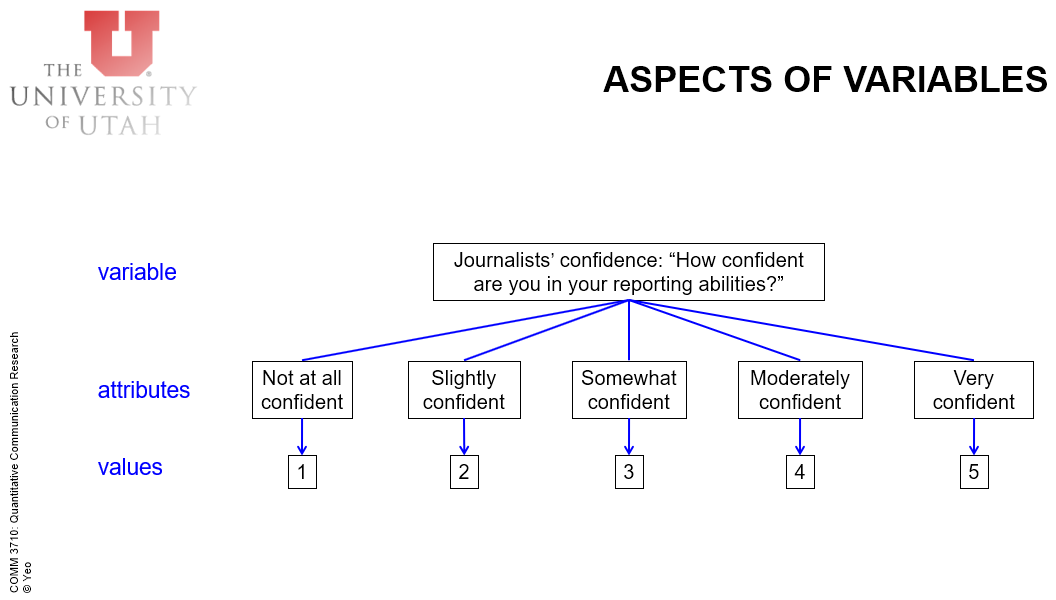 THE
UNIVERSITY
OF UTAH
ASPECTS OF VARIABLES
variable
Journalists’ confidence: “How confident
are you in your reporting abilities?”
attributes
Not at all
confident
Slightly
confident
Somewhat
confident
Moderately
confident
Very
confident
values
1
2
3
4
5
COMM 3710: Quantitative Communication Research
© Yeo